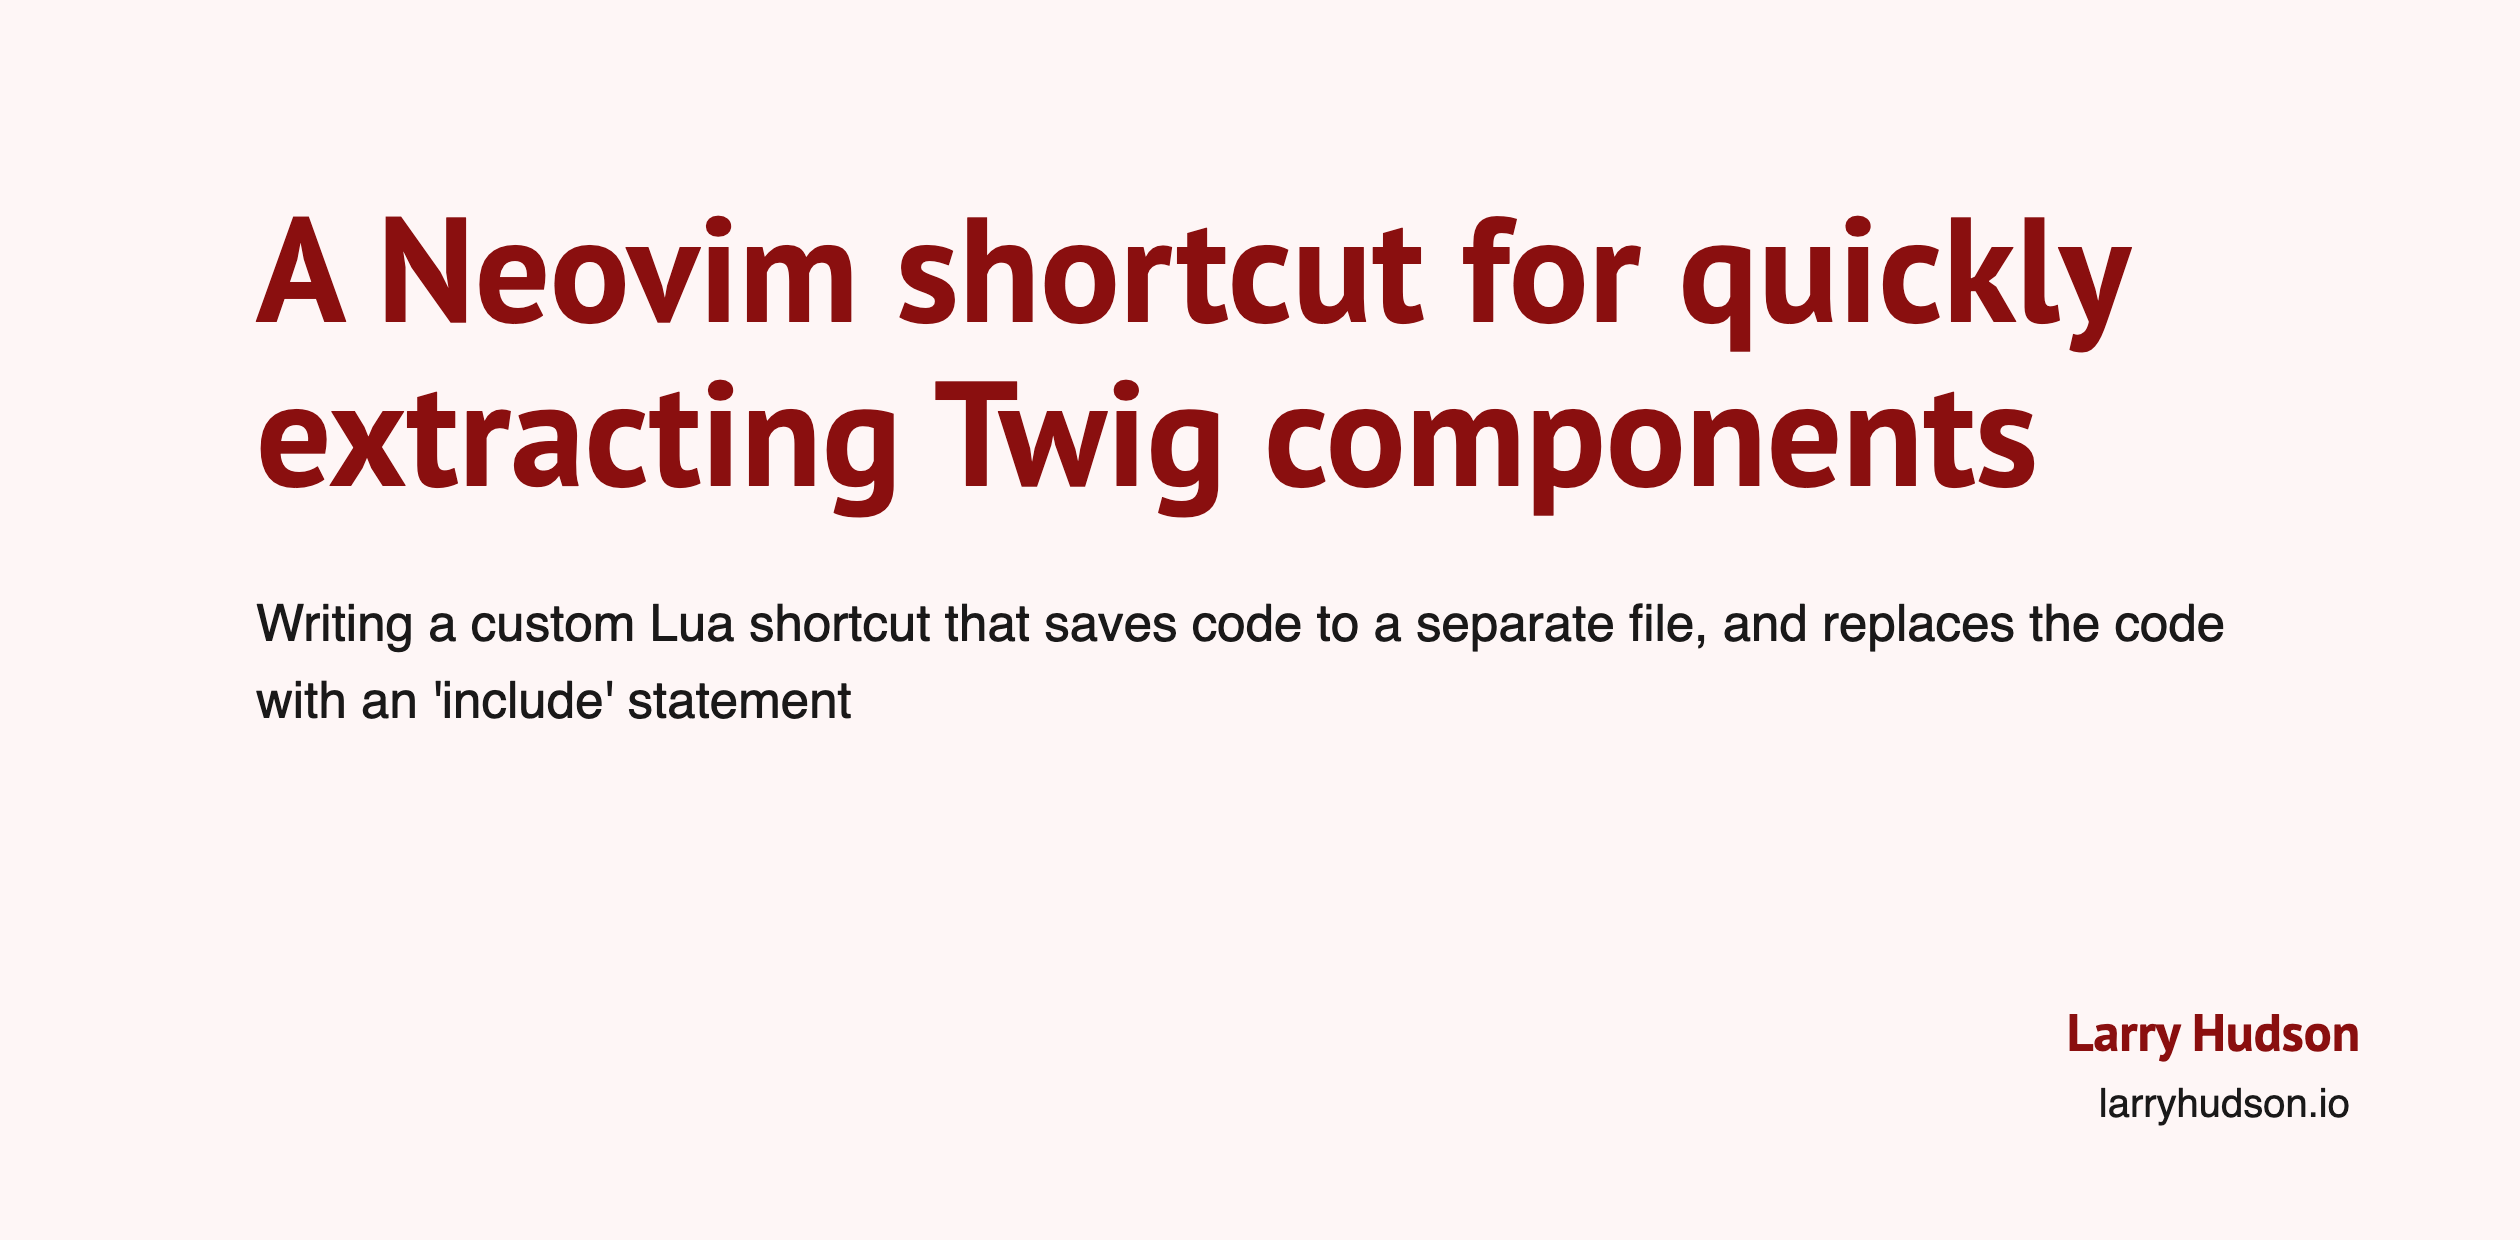 A Neovim shortcut for quickly
extracting Twig components
Writing a custom Lua shortcut that saves code to a separate file, and replaces the code
with an 'include' statement
Larry Hudson
larryhudson.io